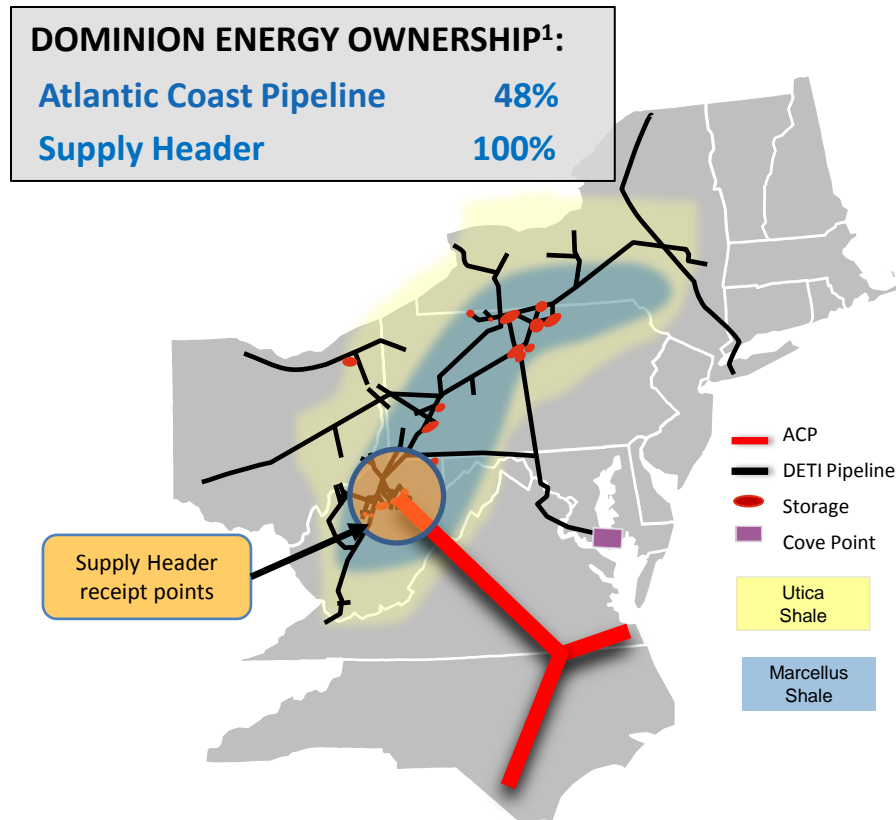 DOMINION ENERGY OWNERSHIP1:
Atlantic Coast Pipeline 48%
Supply Header 100%
ACP
DETI Pipeline
Storage
Cove Point
Supply Header
receipt points
Utica
Shale
Marcellus
Shale